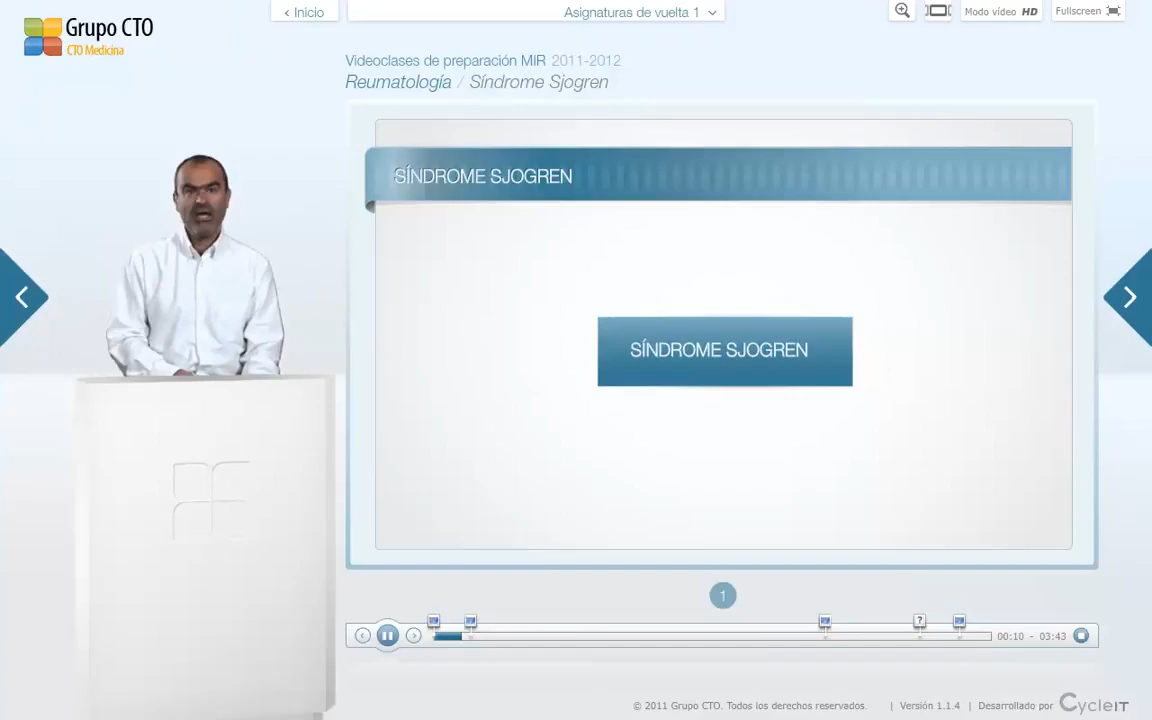 Grupo CTO
CTO Medicina
‹ Inicio
Asignaturas de vuelta 1
Modo vídeo HD
Fullscreen
Videoclases de preparación MIR 2011-2012
Reumatología / Síndrome Sjogren
SÍNDROME SJOGREN
SÍNDROME SJOGREN
1
?
00:10 - 03:43
© 2011 Grupo CTO. Todos los derechos reservados. | Versión 1.1.4 | Desarrollado por CycleIT